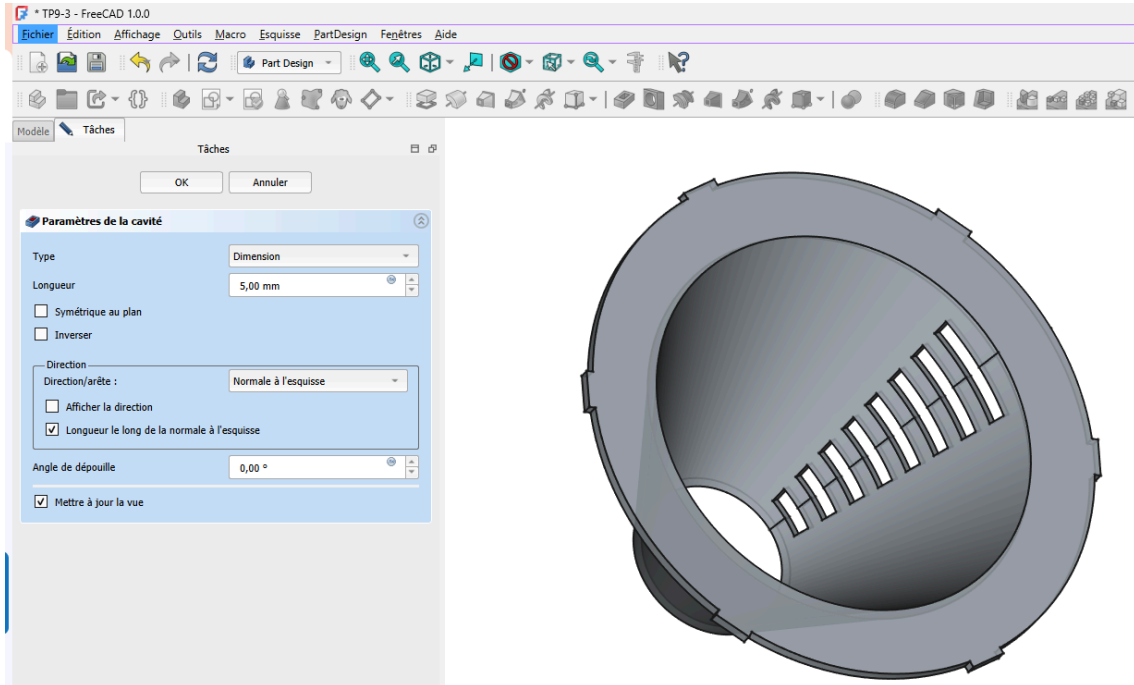 * TP9-3 - FreeCAD 1.0.0
Fichier Édition Affichage Outils Macro Esquisse PartDesign Fenêtres Aide
Part Design
Modèle Tâches
Tâches
OK Annuler
Paramètres de la cavité
Type Dimension
Longueur 5,00 mm
Symétrique au plan
Inverser
Direction
Direction/arête : Normale à l'esquisse
Afficher la direction
Longueur le long de la normale à l'esquisse
Angle de dépouille 0,00 °
Mettre à jour la vue